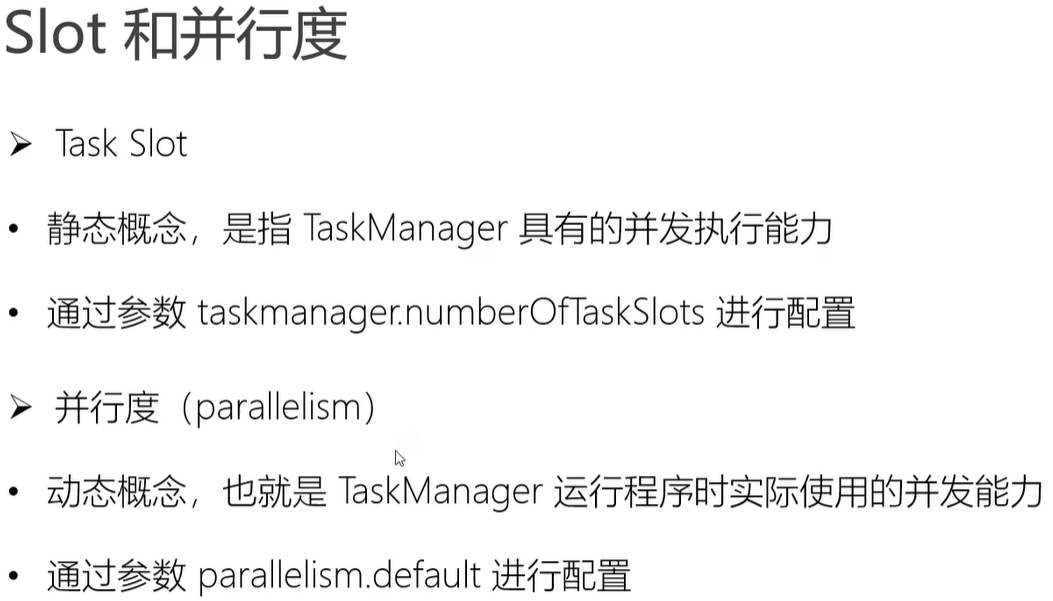 Slot 和并行度
➢ Task Slot
• 静态概念，是指 TaskManager 具有的并发执行能力
• 通过参数 taskmanager.numberOfTaskSlots 进行配置
➢ 并行度（parallelism）
• 动态概念，也就是 TaskManager 运行程序时实际使用的并发能力
• 通过参数 parallelism.default 进行配置